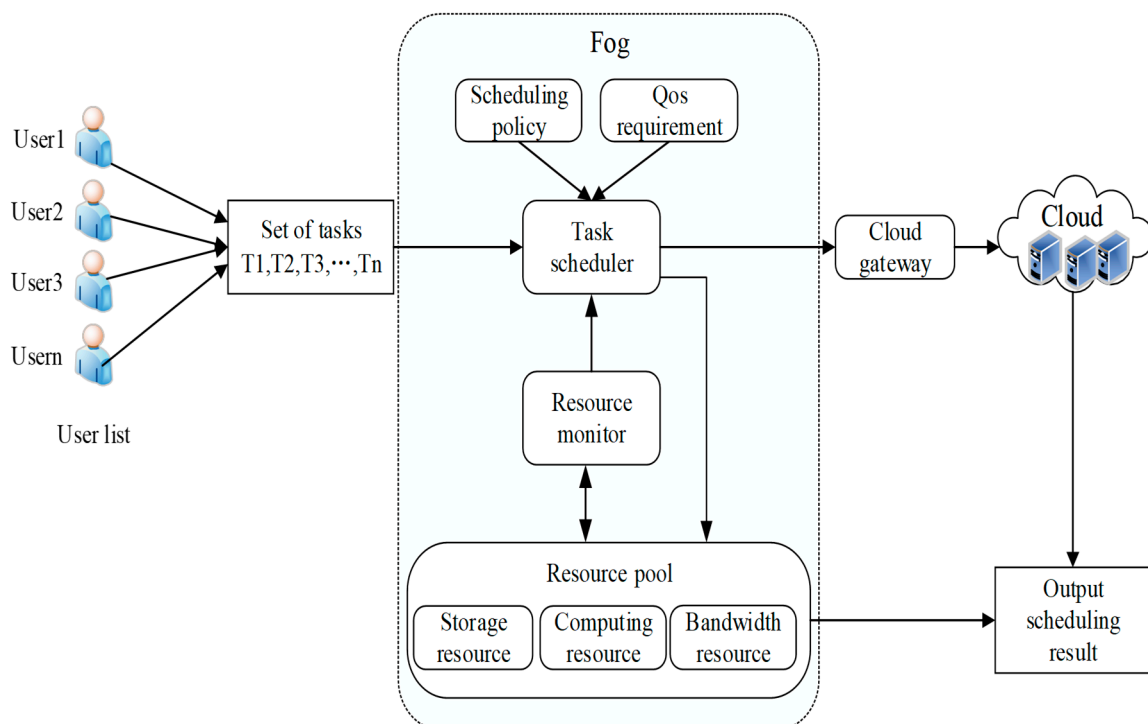 Fog
Scheduling
policy
Qos
requirement
User1
User2
User3
Usern
User list
Set of tasks
T1,T2,T3,···,Tn
Task
scheduler
Cloud
gateway
Cloud
Resource
monitor
Resource pool
Storage
resource
Computing
resource
Bandwidth
resource
Output
scheduling
result